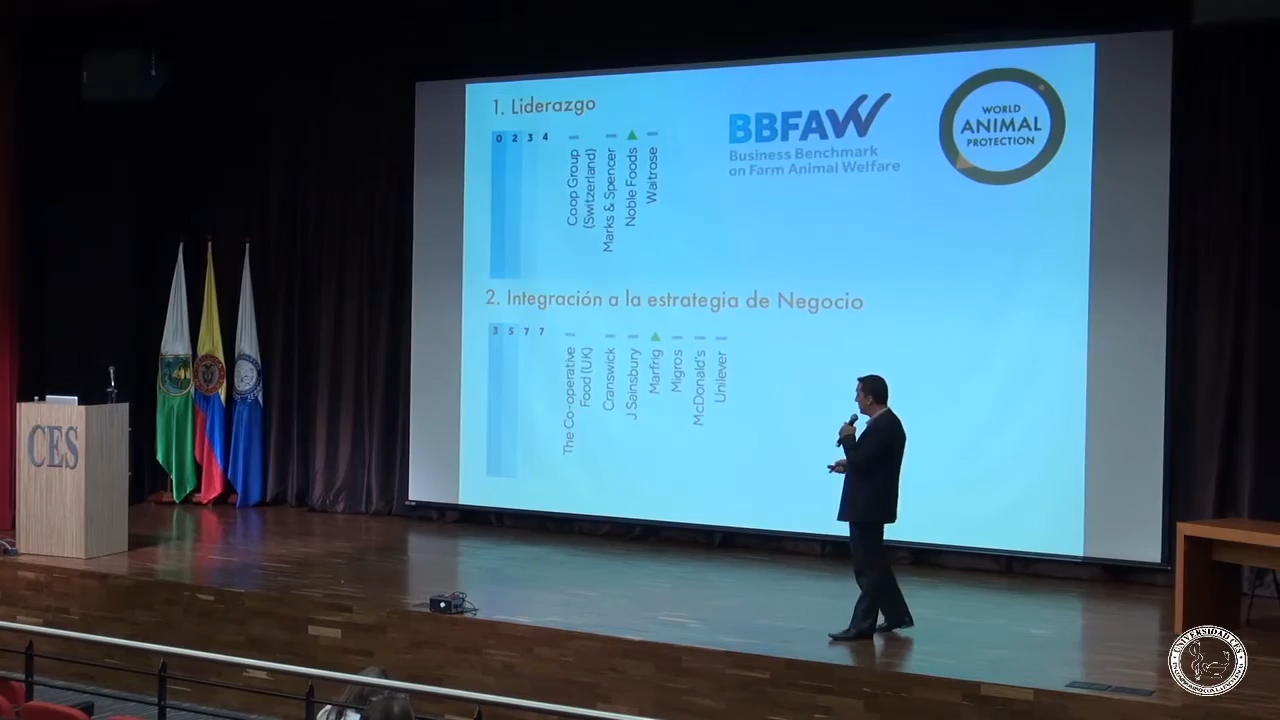 1. Liderazgo
0 2 3 4
Coop Group
(Switzerland)
Marks & Spencer
Noble Foods
Waitrose
BBFAW
Business Benchmark
on Farm Animal Welfare
WORLD
ANIMAL
PROTECTION
2. Integración a la estrategia de Negocio
3 5 7 7
The Co-operative
Food (UK)
Cranswick
J Sainsbury
Marfrig
Migros
McDonald's
Unilever
CES
UNIVERSIDAD CES